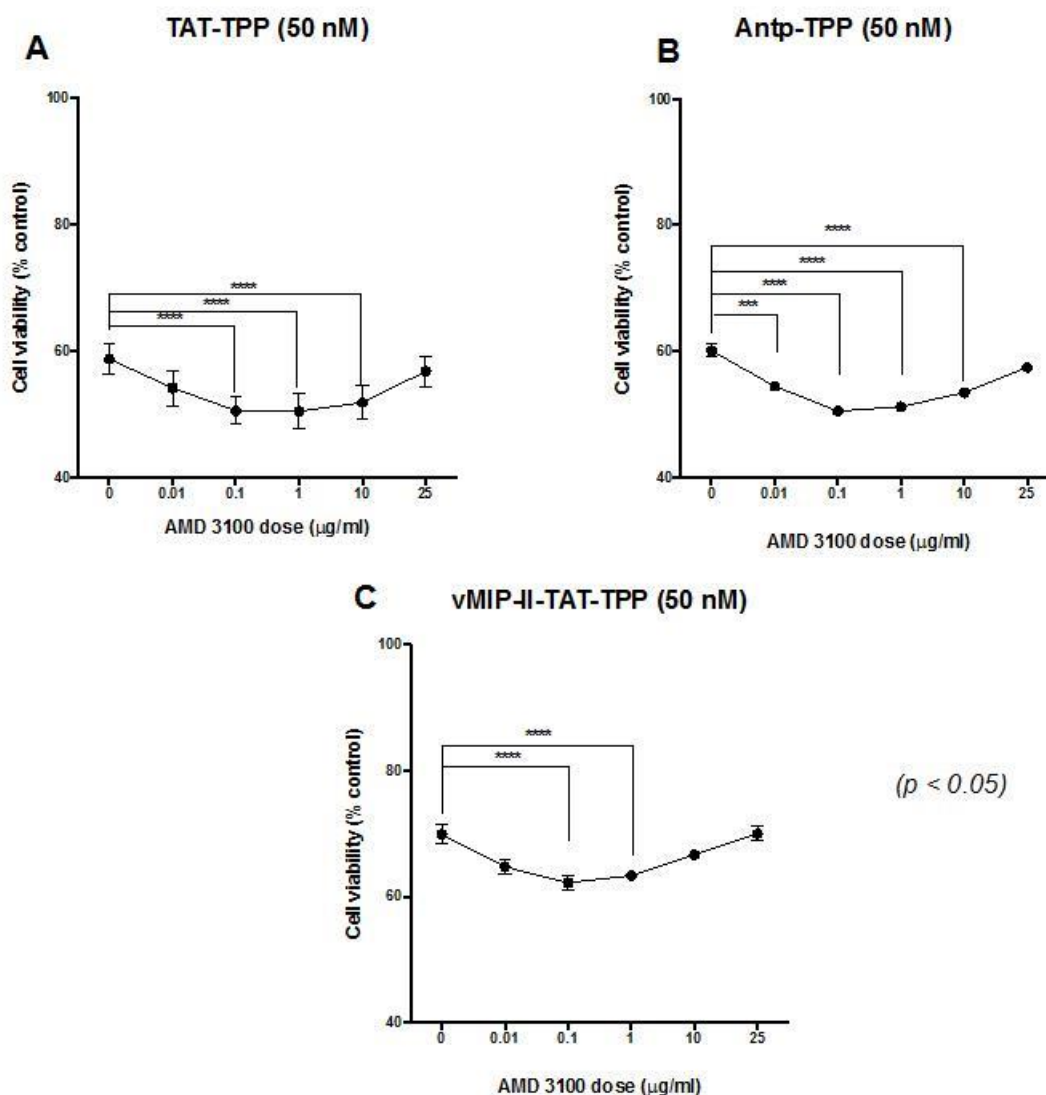 TAT-TPP (50 nM)
A
Cell viability (% control)
100
80
60
40
****
****
****
0 0.01 0.1 1 10 25
AMD 3100 dose (μg/ml)
Antp-TPP (50 nM)
B
Cell viability (% control)
100
80
60
40
****
****
****
***
0 0.01 0.1 1 10 25
AMD 3100 dose (μg/ml)
C vMIP-II-TAT-TPP (50 nM)
Cell viability (% control)
100
80
60
40
****
****
0 0.01 0.1 1 10 25
AMD 3100 dose (μg/ml)
(p < 0.05)